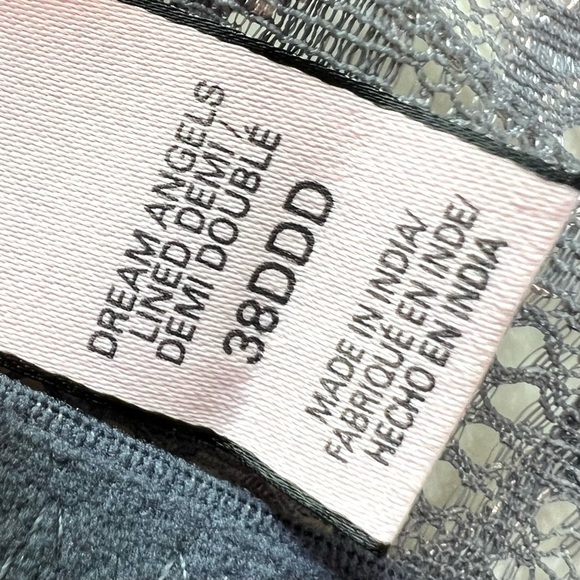 DREAM ANGELS
LINED DEMI /
DEMI DOUBLÉ
38DDD
MADE IN INDIA/
FABRIQUÉ EN INDE/
HECHO EN INDIA